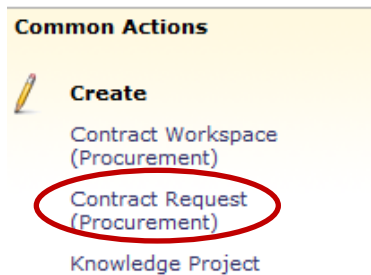 Common Actions
Create
Contract Workspace
(Procurement)
Contract Request
(Procurement)
Knowledge Project